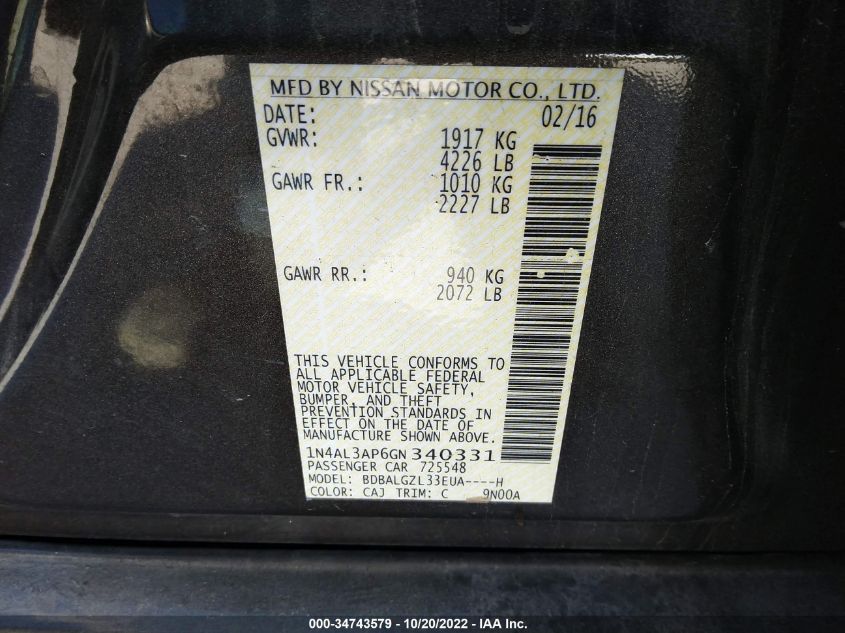 MFD BY NISSAN MOTOR CO., LTD.
DATE: 02/16
GVWR: 1917 KG
4226 LB
GAWR FR.: 1010 KG
2227 LB
GAWR RR.: 940 KG
2072 LB
THIS VEHICLE CONFORMS TO
ALL APPLICABLE FEDERAL
MOTOR VEHICLE SAFETY,
BUMPER, AND THEFT
PREVENTION STANDARDS IN
EFFECT ON THE DATE OF
MANUFACTURE SHOWN ABOVE.
1N4AL3AP6GN 340331
PASSENGER CAR 725548
MODEL: BDBALGZL33EUA----H
COLOR: CAJ TRIM: C 9N00A
000-34743579 - 10/20/2022 - IAA Inc.